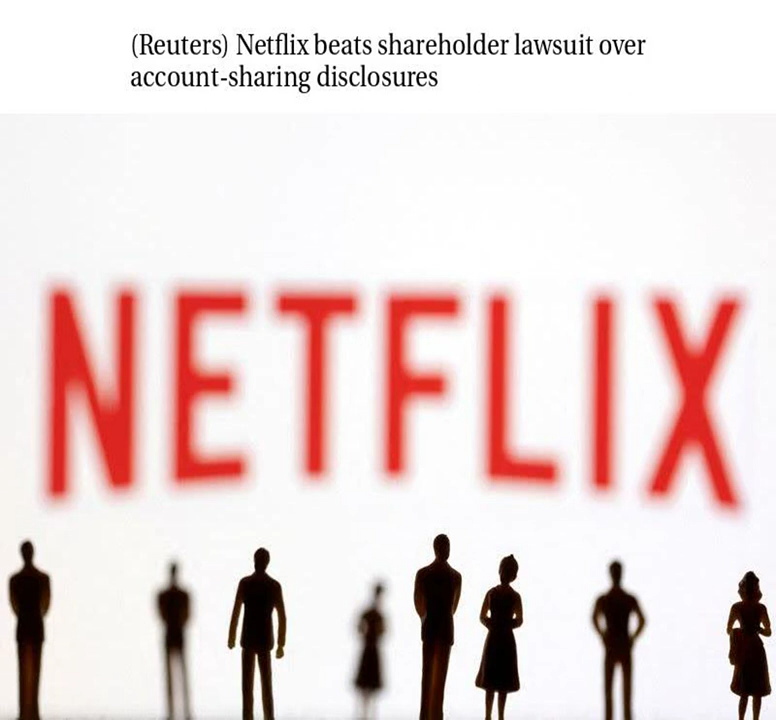 (Reuters) Netflix beats shareholder lawsuit over
account-sharing disclosures
NETFLIX